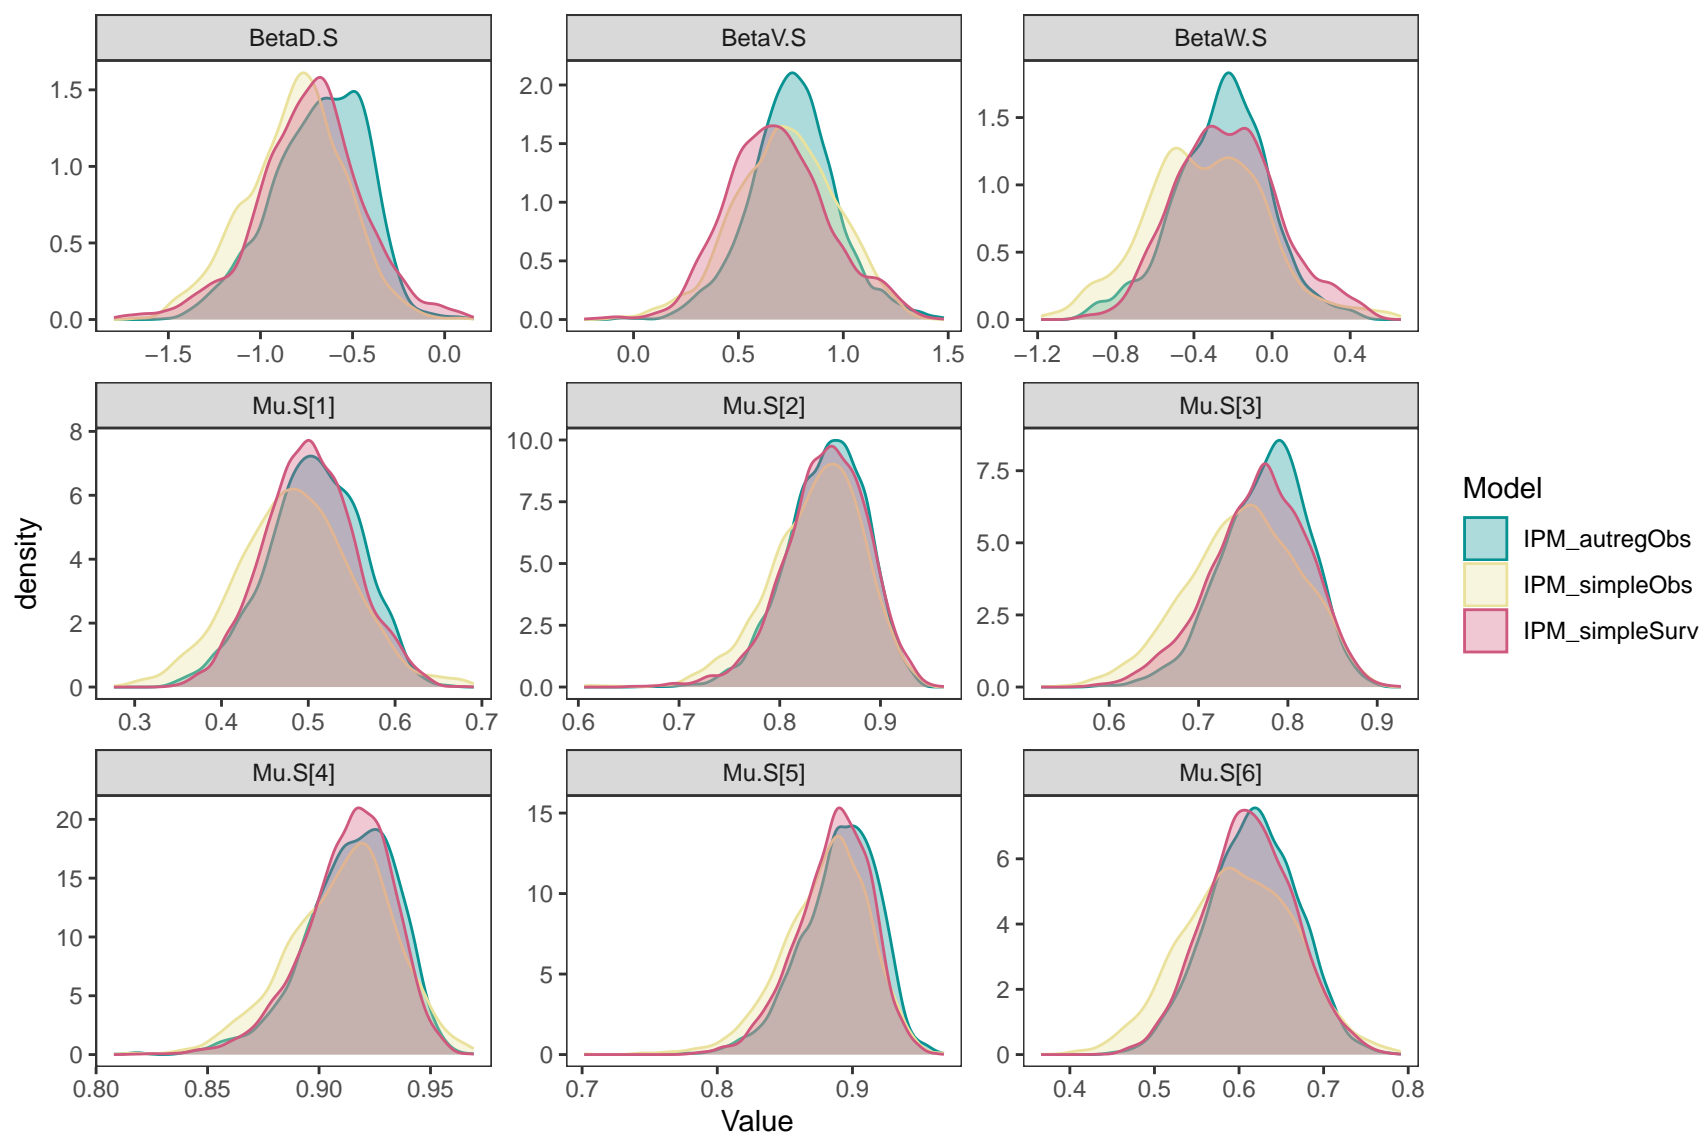 BetaD.S BetaV.S BetaW.S
1.5
1.0
0.5
0.0
−1.5 −1.0 −0.5 0.0
2.0
1.5
1.0
0.5
0.0
0.0 0.5 1.0 1.5
1.5
1.0
0.5
0.0
−1.2 −0.8 −0.4 0.0 0.4
Mu.S[1] Mu.S[2] Mu.S[3]
8
6
4
2
0
0.3 0.4 0.5 0.6 0.7
10.0
7.5
5.0
2.5
0.0
0.6 0.7 0.8 0.9
7.5
5.0
2.5
0.0
0.6 0.7 0.8 0.9
Mu.S[4] Mu.S[5] Mu.S[6]
20
15
10
5
0
0.80 0.85 0.90 0.95
15
10
5
0
0.7 0.8 0.9
6
4
2
0
0.4 0.5 0.6 0.7 0.8
density
Value
Model
IPM_autregObs
IPM_simpleObs
IPM_simpleSurv